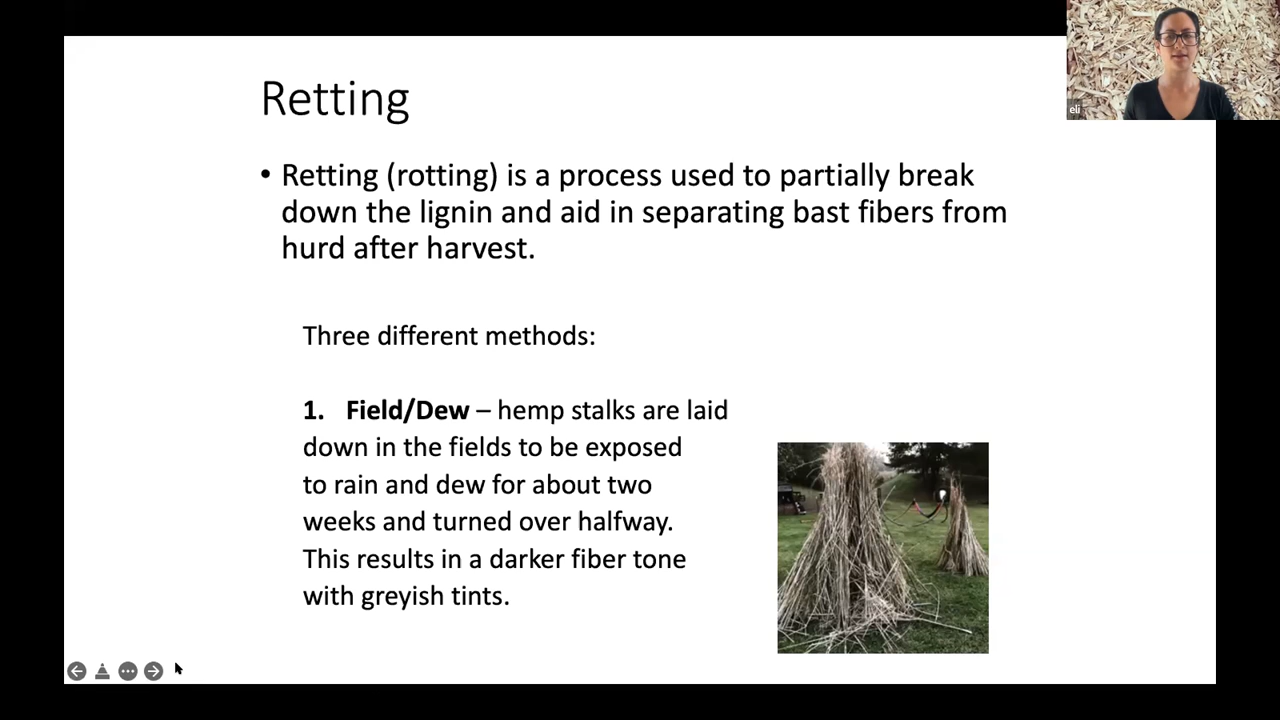 Retting
eli
• Retting (rotting) is a process used to partially break
down the lignin and aid in separating bast fibers from
hurd after harvest.
Three different methods:
1. Field/Dew – hemp stalks are laid
down in the fields to be exposed
to rain and dew for about two
weeks and turned over halfway.
This results in a darker fiber tone
with greyish tints.